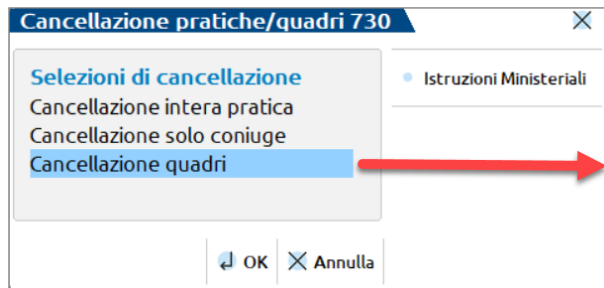 Cancellazione pratiche/quadri 730
Selezioni di cancellazione
Cancellazione intera pratica
Cancellazione solo coniuge
Cancellazione quadri
Istruzioni Ministeriali
OK
Annulla